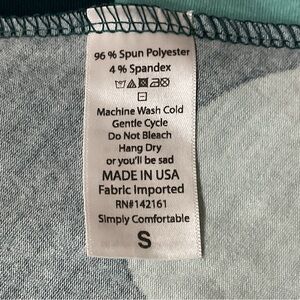 96 % Spun Polyester
4 % Spandex
Machine Wash Cold
Gentle Cycle
Do Not Bleach
Hang Dry
or you'll be sad
MADE IN USA
Fabric Imported
RN#142161
Simply Comfortable
S